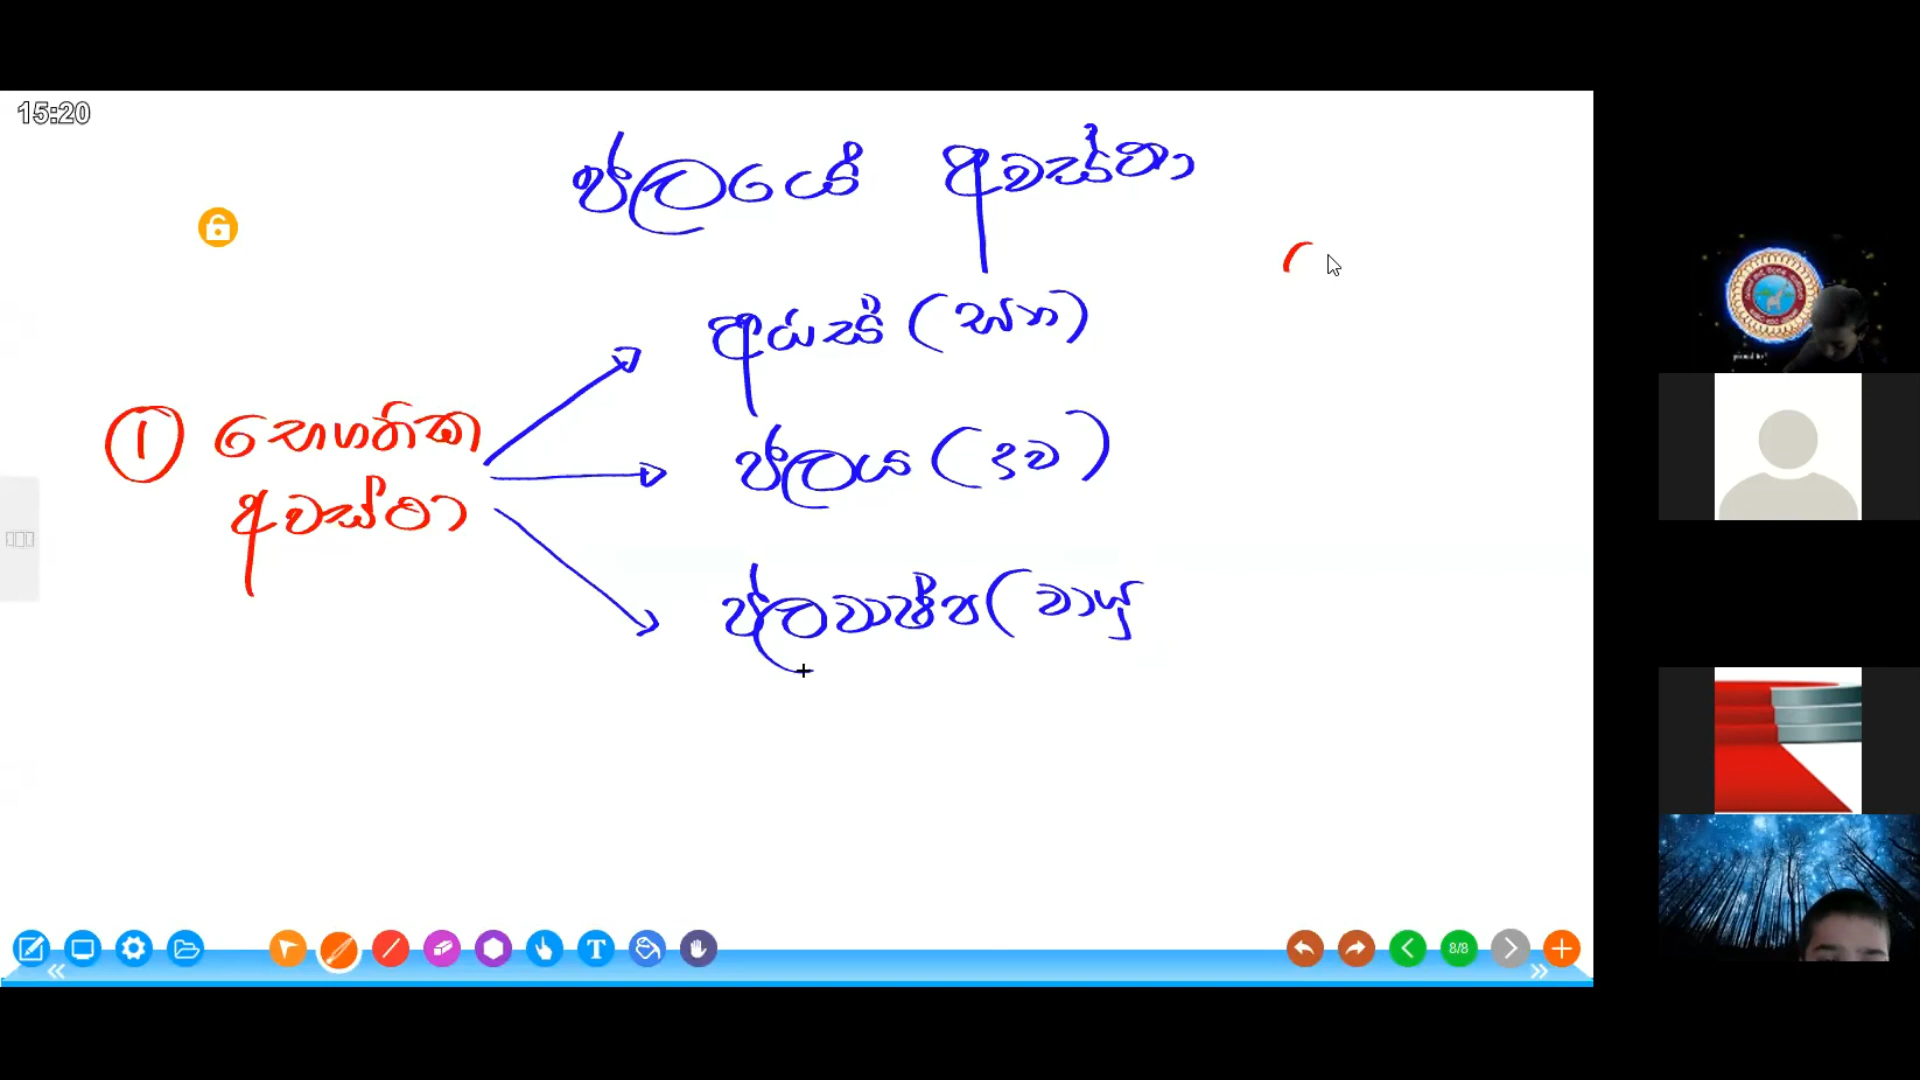 15:20
ජලයේ අවස්ථා
අයිස් (ඝන)
① භෞතික
අවස්ථා
ජලය (ද්‍රව)
ජලවාෂ්ප (වායු
8/8